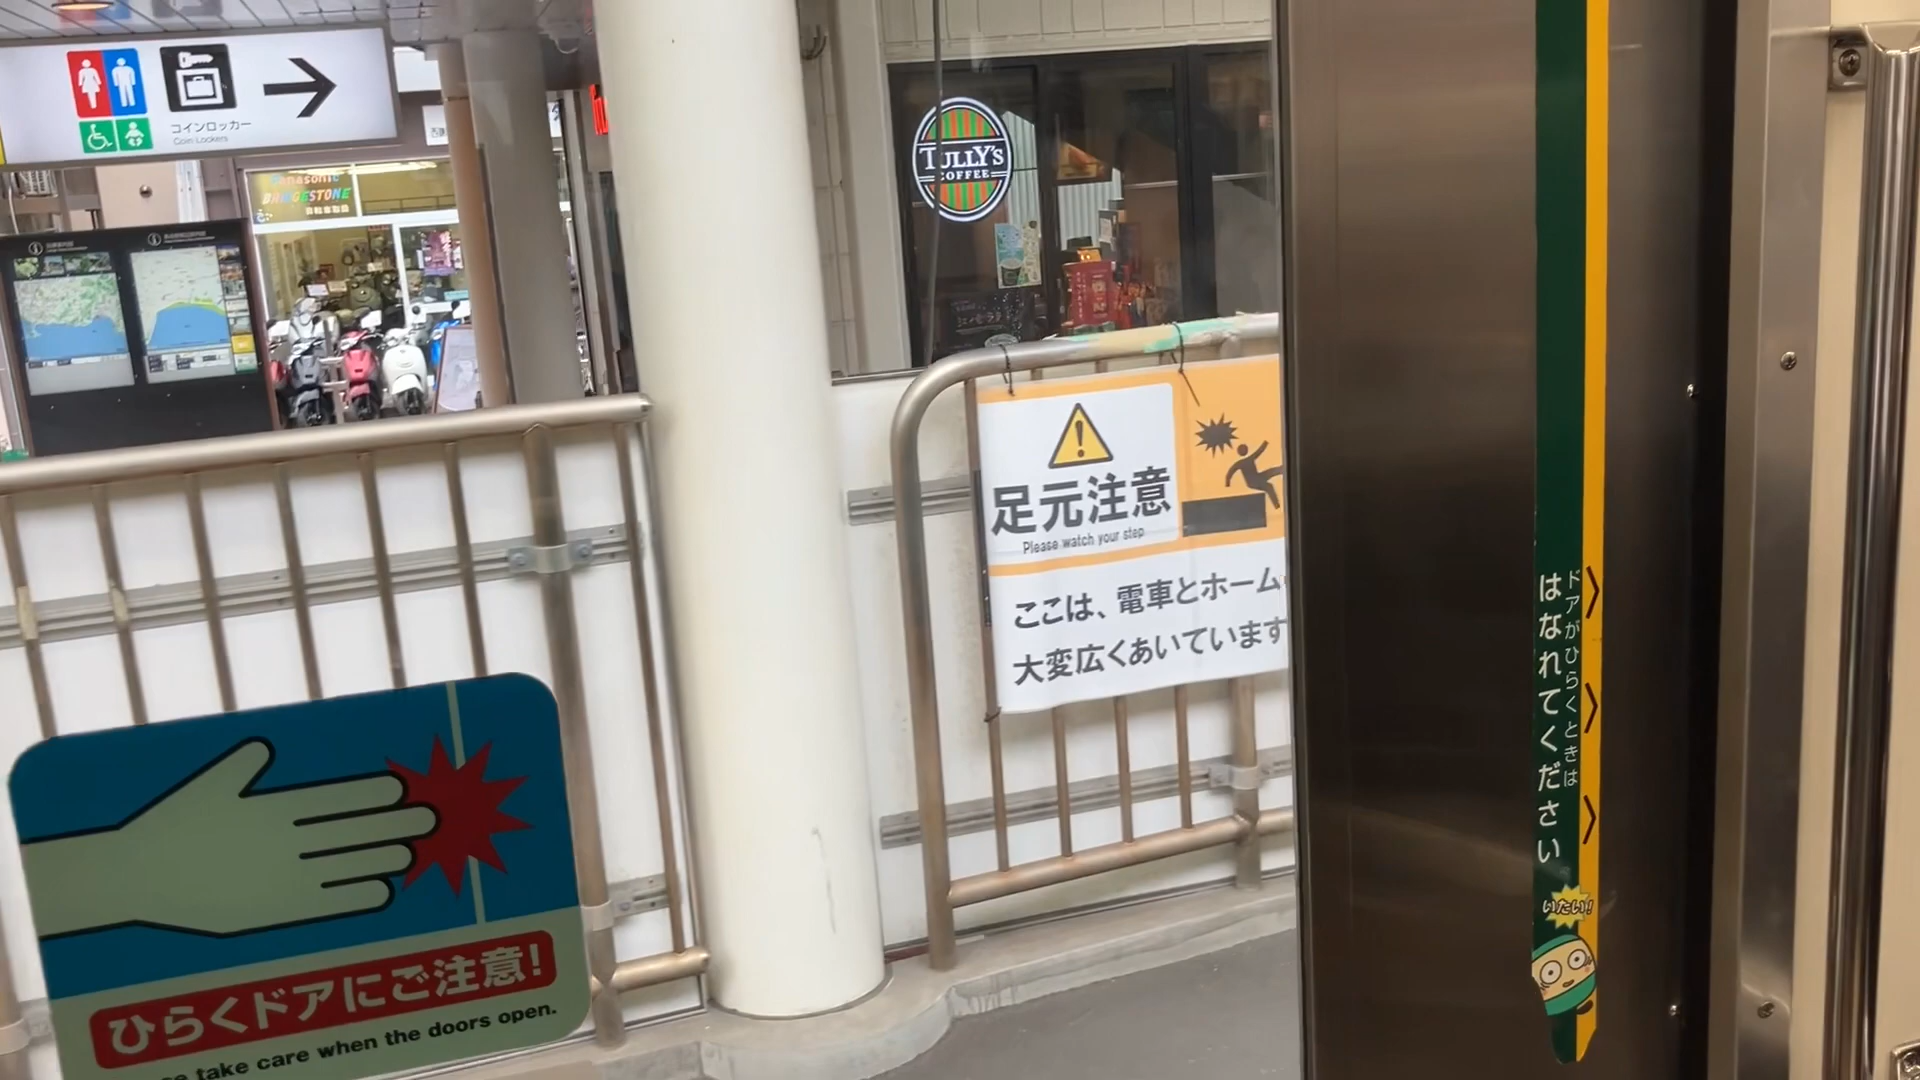 コインロッカー
Coin Lockers
Panasonic
BRIDGESTONE
TULLY'S
COFFEE
足元注意
Please watch your step
ここは、電車とホーム
大変広くあいています
ドアがひらくときは
はなれてください
いたい!
ひらくドアにご注意!
take care when the doors open.